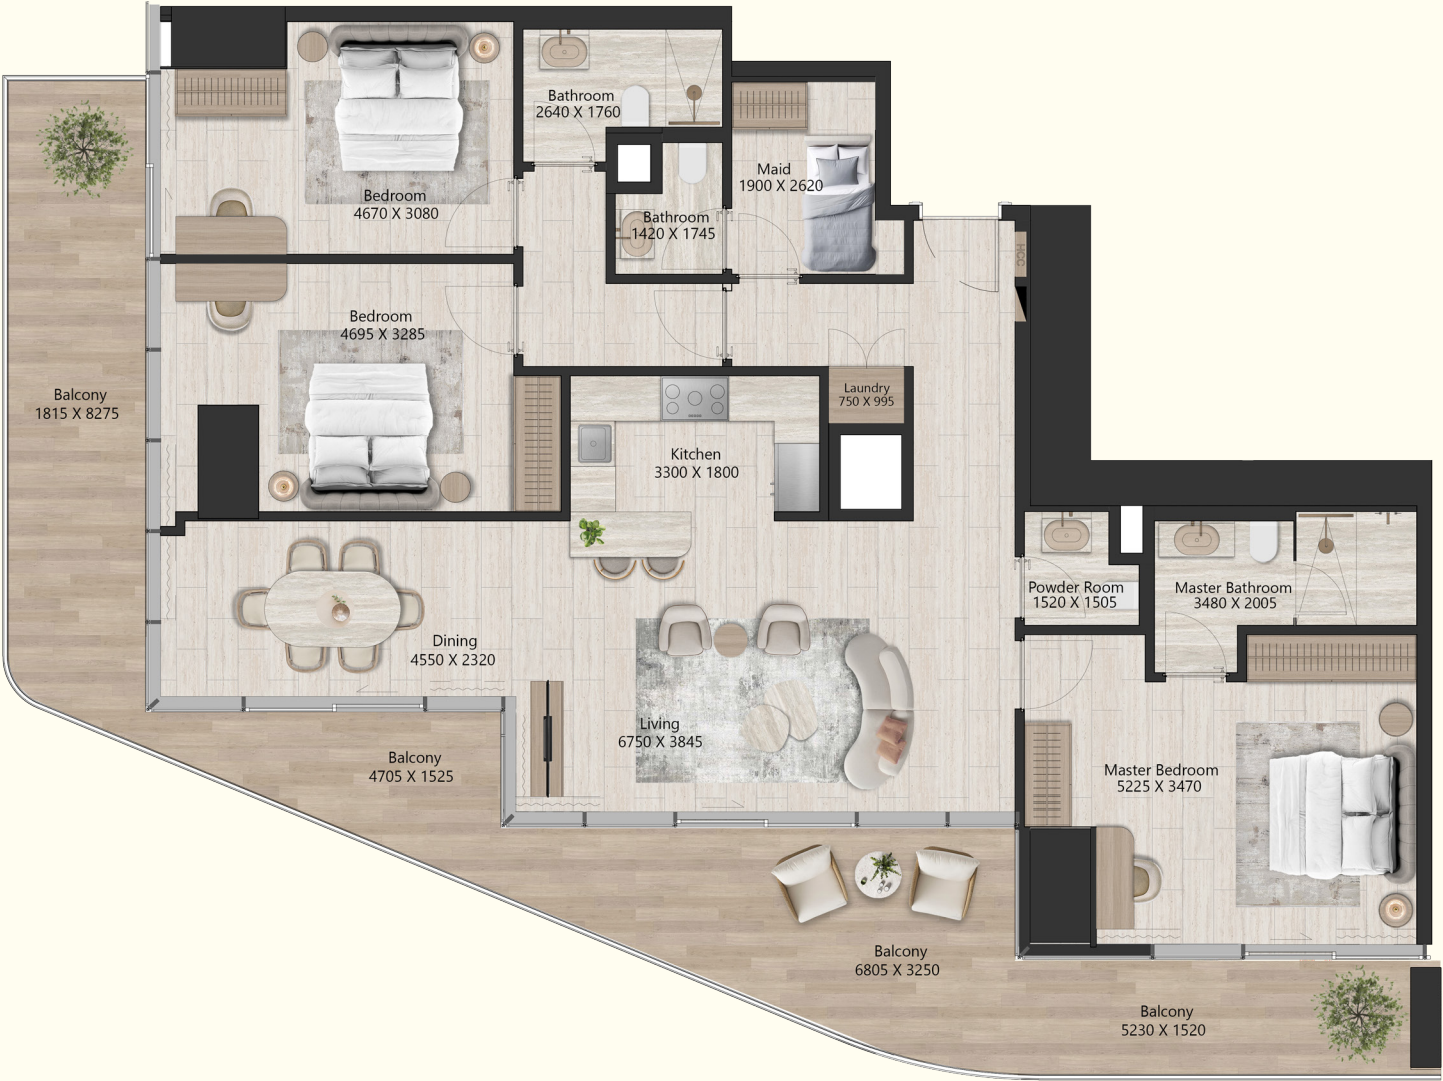 Bathroom
2640 X 1760
Maid
1900 X 2620
Bedroom
4670 X 3080
Bathroom
1420 X 1745
HCC
Bedroom
4695 X 3285
Balcony
1815 X 8275
Laundry
750 X 995
Kitchen
3300 X 1800
Powder Room
1520 X 1505
Master Bathroom
3480 X 2005
Dining
4550 X 2320
Living
6750 X 3845
Balcony
4705 X 1525
Master Bedroom
5225 X 3470
Balcony
6805 X 3250
Balcony
5230 X 1520